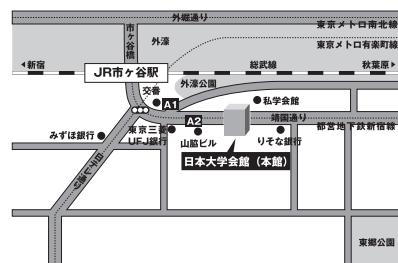 外堀通り
東京メトロ南北線
市ヶ谷橋
外濠
東京メトロ有楽町線
新宿
総武線
秋葉原
JR市ヶ谷駅
外濠公園
交番
A1
私学会館
A2
靖国通り
都営地下鉄新宿線
みずほ銀行
東京三菱
UFJ銀行
山脇ビル
りそな銀行
日本大学会館（本館）
日テレ通り
東郷公園